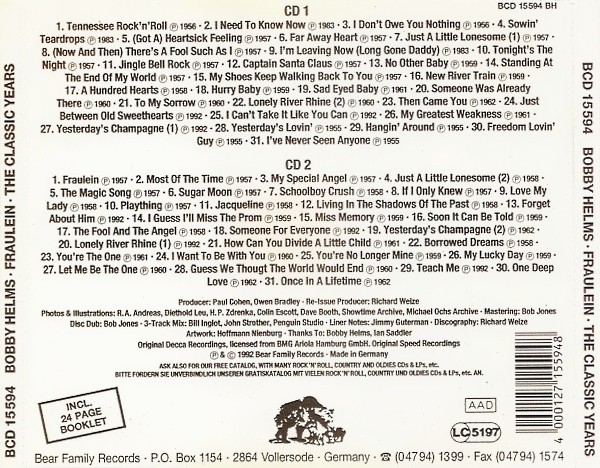 CD 1
BCD 15594 BH
1. Tennessee Rock'n'Roll ℗ 1956 · 2. I Need To Know Now ℗ 1983 · 3. I Don't Owe You Nothing ℗ 1956 · 4. Sowin'
Teardrops ℗ 1983 · 5. (Got A) Heartsick Feeling ℗ 1957 · 6. Far Away Heart ℗ 1957 · 7. Just A Little Lonesome (1) ℗ 1957 ·
8. (Now And Then) There's A Fool Such As I ℗ 1957 · 9. I'm Leaving Now (Long Gone Daddy) ℗ 1983 · 10. Tonight's The
Night ℗ 1957 · 11. Jingle Bell Rock ℗ 1957 · 12. Captain Santa Claus ℗ 1957 · 13. No Other Baby ℗ 1959 · 14. Standing At
The End Of My World ℗ 1957 · 15. My Shoes Keep Walking Back To You ℗ 1957 · 16. New River Train ℗ 1959 ·
17. A Hundred Hearts ℗ 1958 · 18. Hurry Baby ℗ 1959 · 19. Sad Eyed Baby ℗ 1961 · 20. Someone Was Already
There ℗ 1960 · 21. To My Sorrow ℗ 1960 · 22. Lonely River Rhine (2) ℗ 1960 · 23. Then Came You ℗ 1962 · 24. Just
Between Old Sweethearts ℗ 1992 · 25. I Can't Take It Like You Can ℗ 1992 · 26. My Greatest Weakness ℗ 1961 ·
27. Yesterday's Champagne (1) ℗ 1992 · 28. Yesterday's Lovin' ℗ 1955 · 29. Hangin' Around ℗ 1955 · 30. Freedom Lovin'
Guy ℗ 1955 · 31. I've Never Seen Anyone ℗ 1955
CD 2
1. Fraulein ℗ 1957 · 2. Most Of The Time ℗ 1957 · 3. My Special Angel ℗ 1957 · 4. Just A Little Lonesome (2) ℗ 1958 ·
5. The Magic Song ℗ 1957 · 6. Sugar Moon ℗ 1957 · 7. Schoolboy Crush ℗ 1958 · 8. If I Only Knew ℗ 1957 · 9. Love My
Lady ℗ 1958 · 10. Plaything ℗ 1957 · 11. Jacqueline ℗ 1958 · 12. Living In The Shadows Of The Past ℗ 1958 · 13. Forget
About Him ℗ 1992 · 14. I Guess I'll Miss The Prom ℗ 1959 · 15. Miss Memory ℗ 1959 · 16. Soon It Can Be Told ℗ 1959 ·
17. The Fool And The Angel ℗ 1958 · 18. Someone For Everyone ℗ 1992 · 19. Yesterday's Champagne (2) ℗ 1962 ·
20. Lonely River Rhine (1) ℗ 1992 · 21. How Can You Divide A Little Child ℗ 1961 · 22. Borrowed Dreams ℗ 1958 ·
23. You're The One ℗ 1961 · 24. I Want To Be With You ℗ 1960 · 25. You're No Longer Mine ℗ 1959 · 26. My Lucky Day ℗ 1959 ·
27. Let Me Be The One ℗ 1960 · 28. Guess We Thougt The World Would End ℗ 1960 · 29. Teach Me ℗ 1992 · 30. One Deep
Love ℗ 1962 · 31. Once In A Lifetime ℗ 1962
Producer: Paul Cohen, Owen Bradley · Re-Issue Producer: Richard Weize
Photos & Illustrations: R.A. Andreas, Diethold Leu, H.P. Zdrenka, Colin Escott, Dave Booth, Showtime Archive, Michael Ochs Archive · Mastering: Bob Jones
Disc Dub: Bob Jones · 3-Track Mix: Bill Inglot, John Strother, Penguin Studio · Liner Notes: Jimmy Guterman · Discography: Richard Weize
Artwork: Hoffmann Nienburg · Thanks To: Bobby Helms, Ian Saddler
Original Decca Recordings, licensed from BMG Ariola Hamburg GmbH. Original Speed Recordings.
℗ & © 1992 Bear Family Records · Made in Germany
ASK ALSO FOR OUR FREE CATALOG, WITH MANY ROCK'N'ROLL, COUNTRY AND OLDIES CDs & LPs, etc.
BITTE FORDERN SIE UNVERBINDLICH UNSEREN GRATISKATALOG MIT VIELEN ROCK'N'ROLL, COUNTRY UND OLDIES CDs & LPs, etc. AN.
INCL.
24 PAGE
BOOKLET
AAD
LC 5197
4 000127 155948
Bear Family Records · P.O. Box 1154 · 2864 Vollersode · Germany · ☎ (04794) 1399 · Fax (04794) 1574
BCD 15594 BOBBY HELMS · FRAULEIN · THE CLASSIC YEARS
BCD 15594 BOBBY HELMS · FRAULEIN · THE CLASSIC YEARS